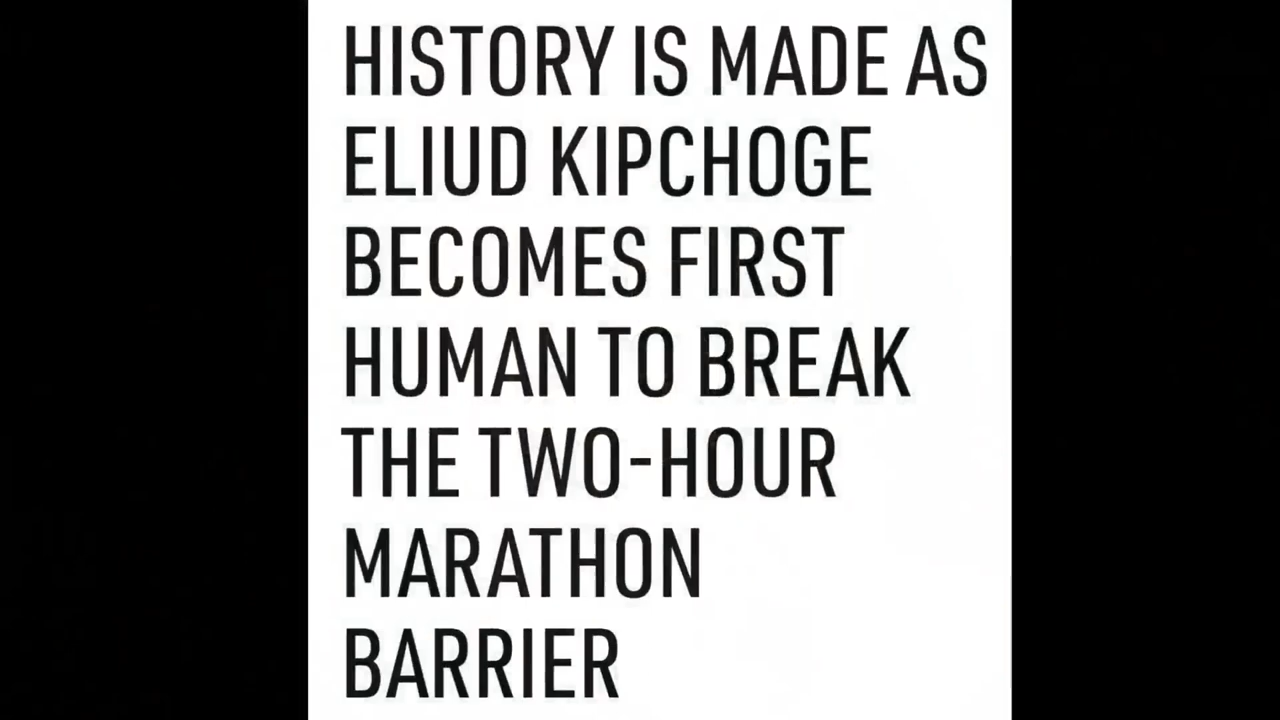 HISTORY IS MADE AS
ELIUD KIPCHOGE
BECOMES FIRST
HUMAN TO BREAK
THE TWO-HOUR
MARATHON
BARRIER